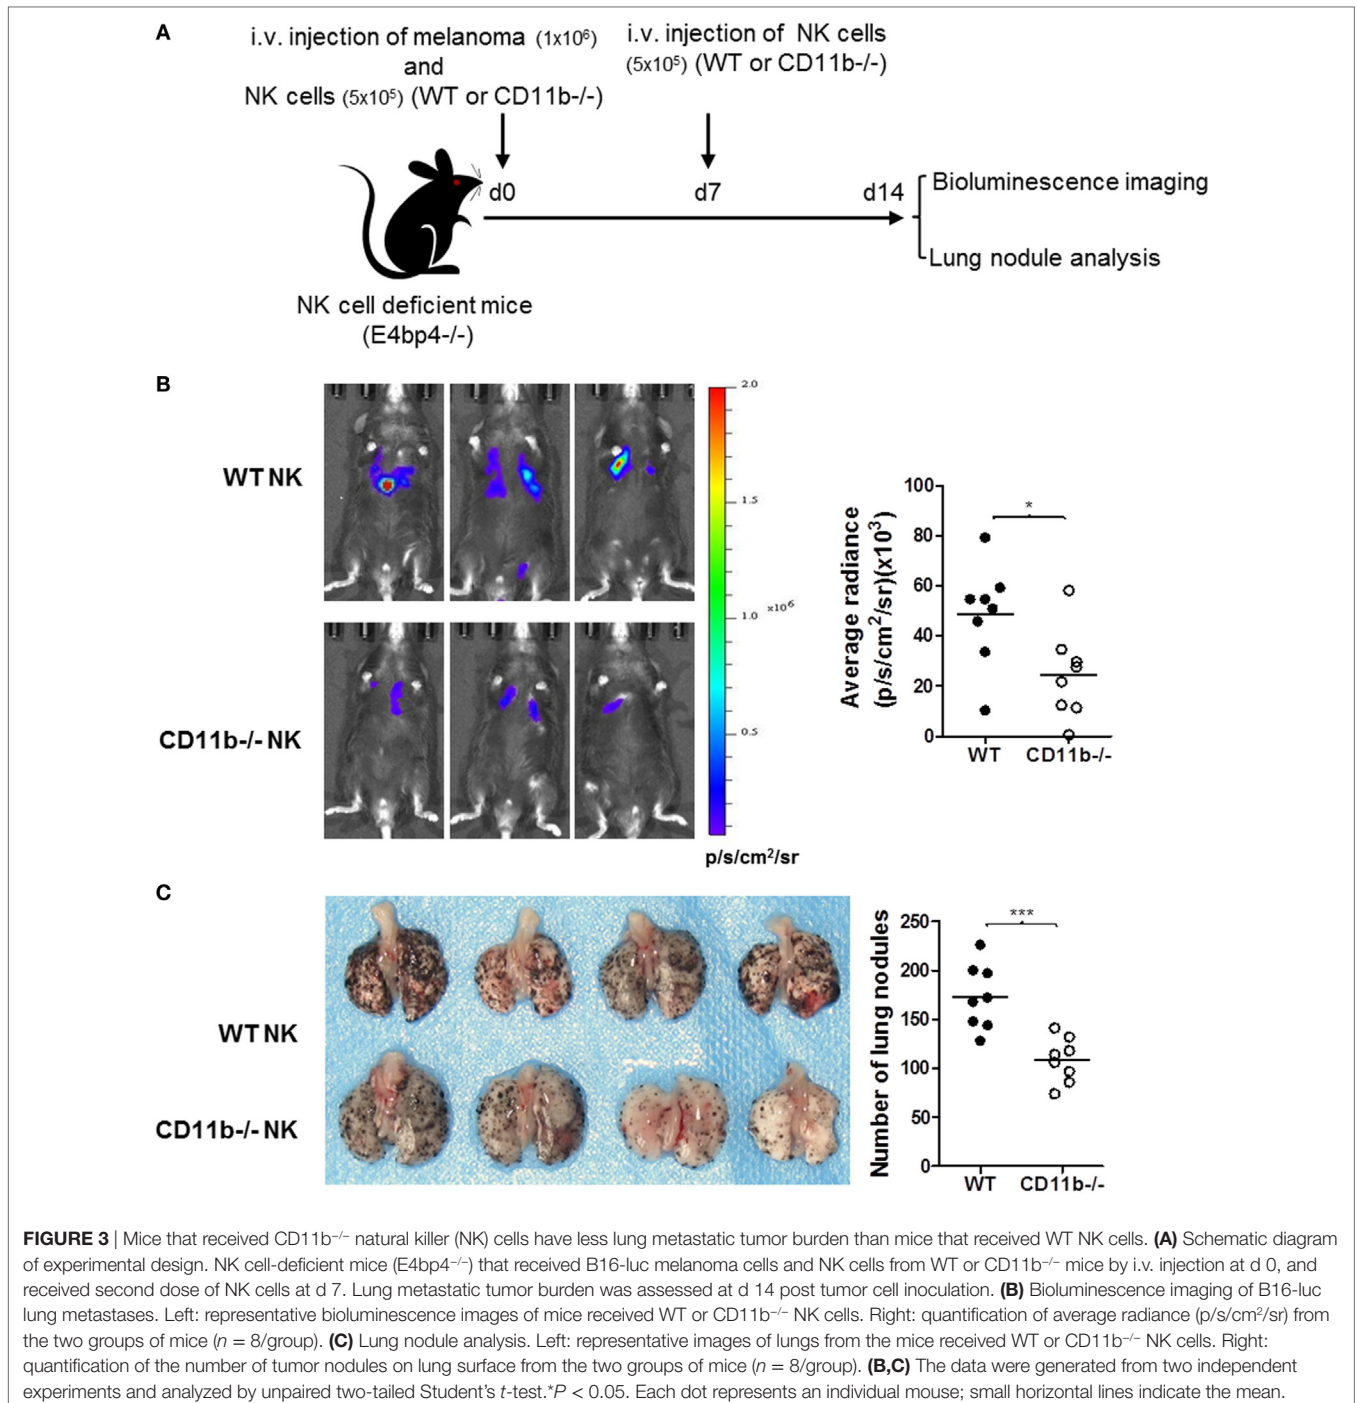 A
i.v. injection of melanoma (1x10⁶)
and
NK cells (5x10⁵) (WT or CD11b-/-)
i.v. injection of NK cells
(5x10⁵) (WT or CD11b-/-)
d0
d7
d14
Bioluminescence imaging
Lung nodule analysis
NK cell deficient mice
(E4bp4-/-)
B
WT NK
CD11b-/- NK
2.0
1.5
1.0 x10⁶
0.5
p/s/cm²/sr
Average radiance
(p/s/cm²/sr)(x10³)
100
80
60
40
20
0
*
WT
CD11b-/-
C
WT NK
CD11b-/- NK
Number of lung nodules
250
200
150
100
50
0
***
WT
CD11b-/-
FIGURE 3 | Mice that received CD11b⁻/⁻ natural killer (NK) cells have less lung metastatic tumor burden than mice that received WT NK cells. (A) Schematic diagram
of experimental design. NK cell-deficient mice (E4bp4⁻/⁻) that received B16-luc melanoma cells and NK cells from WT or CD11b⁻/⁻ mice by i.v. injection at d 0, and
received second dose of NK cells at d 7. Lung metastatic tumor burden was assessed at d 14 post tumor cell inoculation. (B) Bioluminescence imaging of B16-luc
lung metastases. Left: representative bioluminescence images of mice received WT or CD11b⁻/⁻ NK cells. Right: quantification of average radiance (p/s/cm²/sr) from
the two groups of mice (n = 8/group). (C) Lung nodule analysis. Left: representative images of lungs from the mice received WT or CD11b⁻/⁻ NK cells. Right:
quantification of the number of tumor nodules on lung surface from the two groups of mice (n = 8/group). (B,C) The data were generated from two independent
experiments and analyzed by unpaired two-tailed Student's t-test.*P < 0.05. Each dot represents an individual mouse; small horizontal lines indicate the mean.